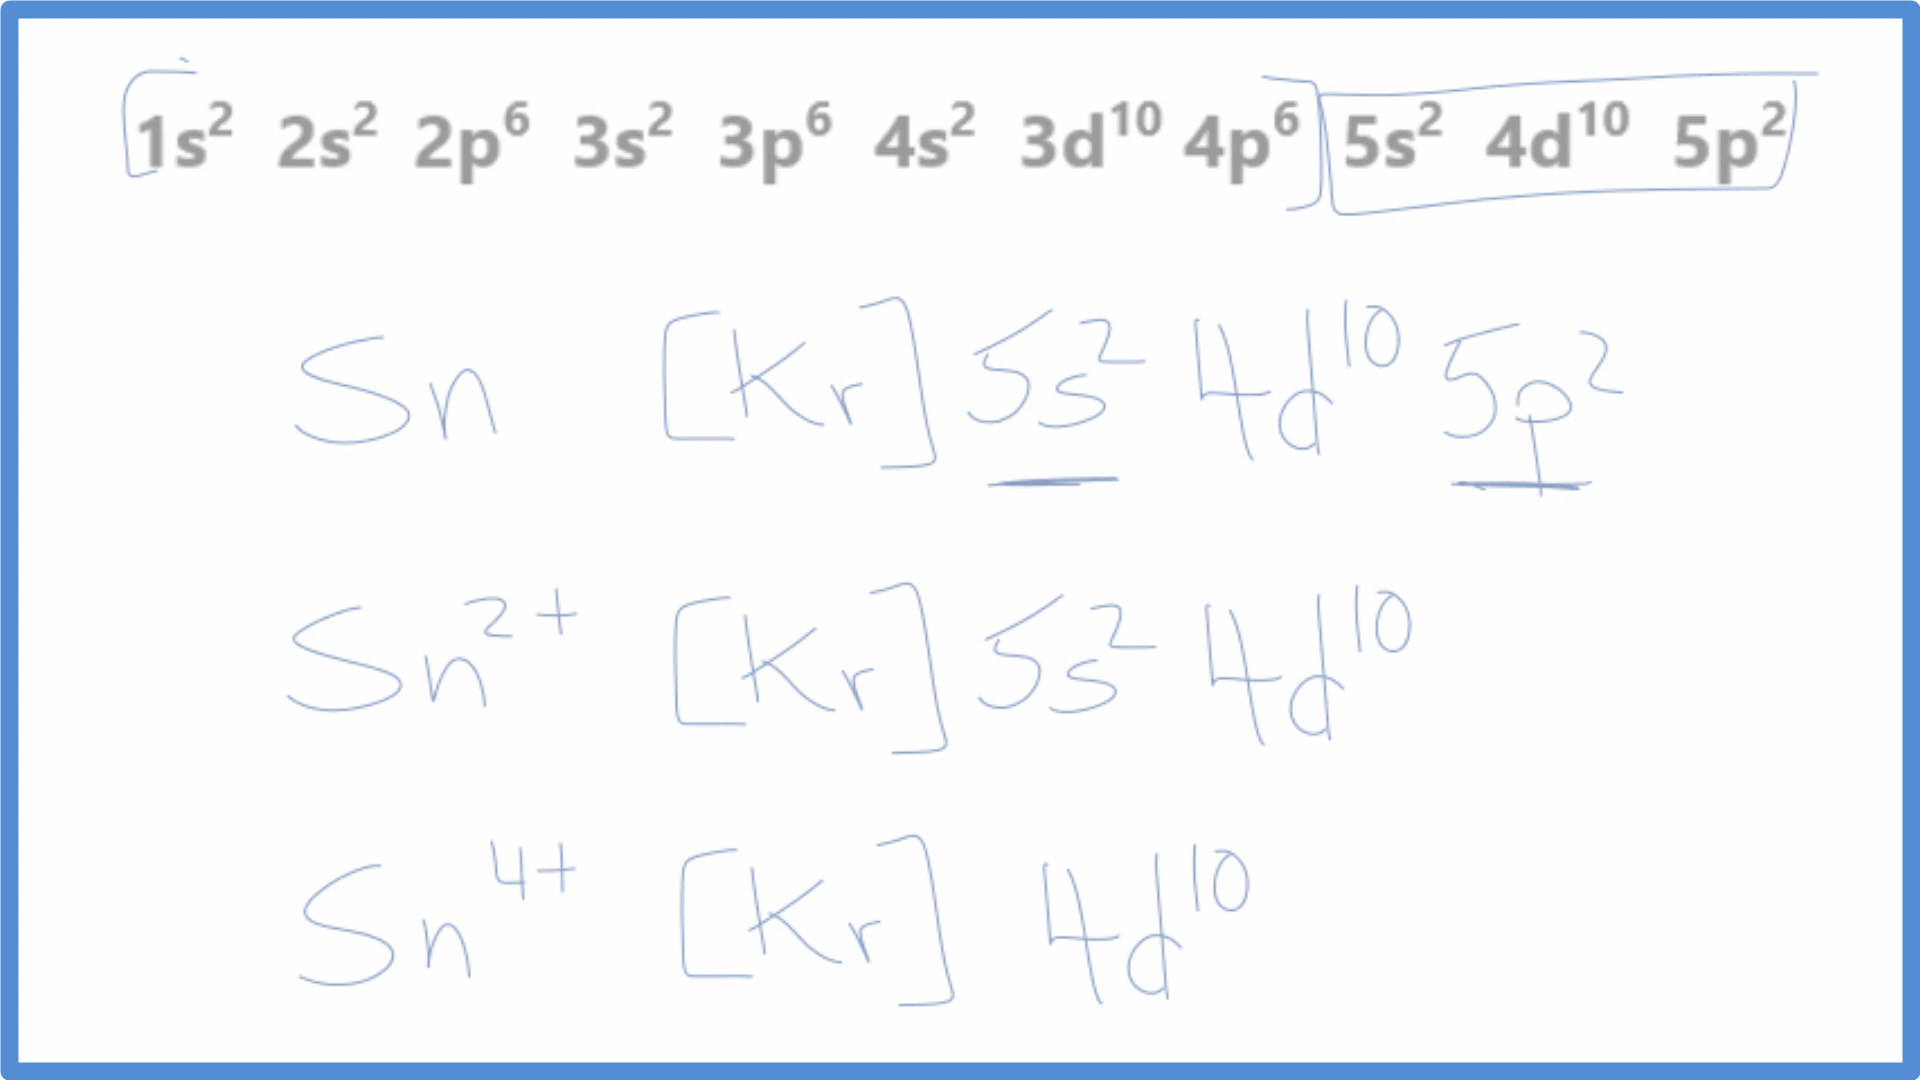 1s² 2s² 2p⁶ 3s² 3p⁶ 4s² 3d¹⁰ 4p⁶ 5s² 4d¹⁰ 5p²
Sn [Kr] 5s² 4d¹⁰ 5p²
Sn²⁺ [Kr] 5s² 4d¹⁰
Sn⁴⁺ [Kr] 4d¹⁰